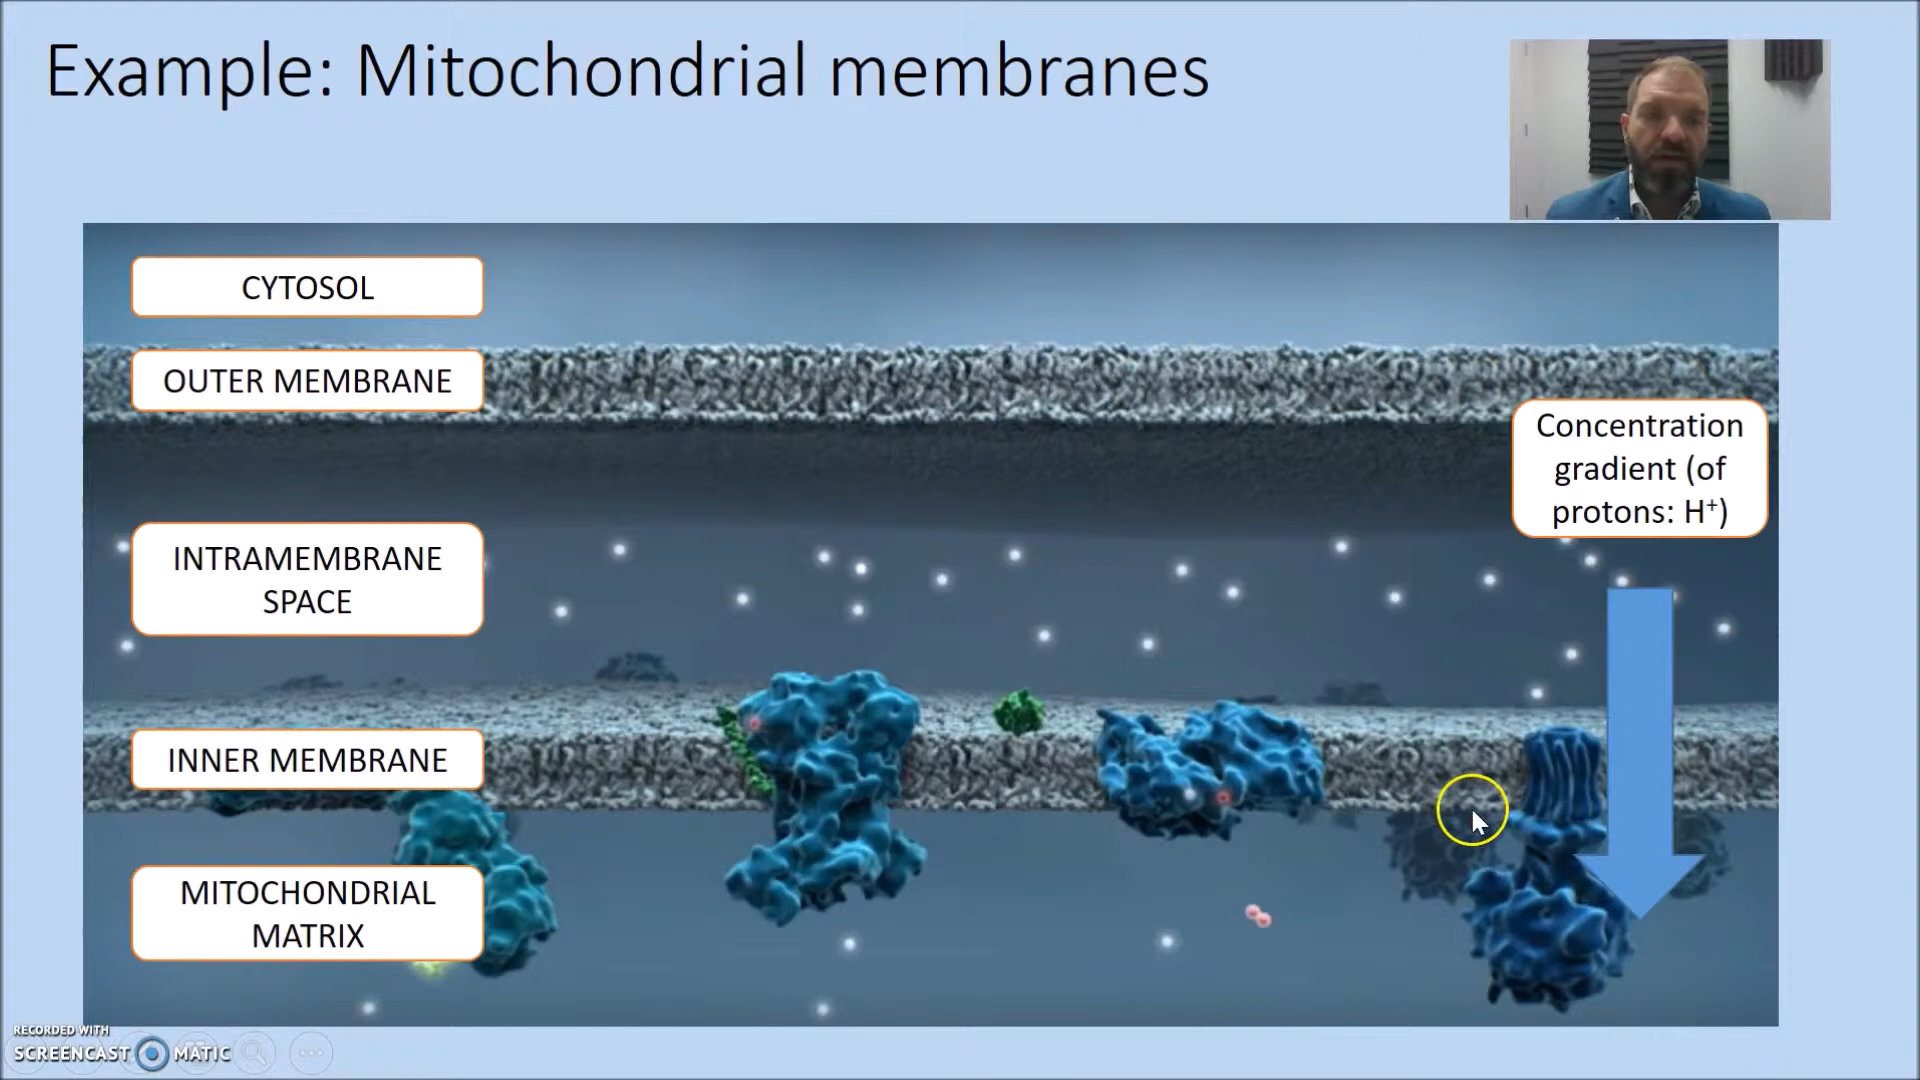 Example: Mitochondrial membranes
CYTOSOL
OUTER MEMBRANE
Concentration
gradient (of
protons: H⁺)
INTRAMEMBRANE
SPACE
INNER MEMBRANE
MITOCHONDRIAL
MATRIX
RECORDED WITH
SCREENCAST MATIC